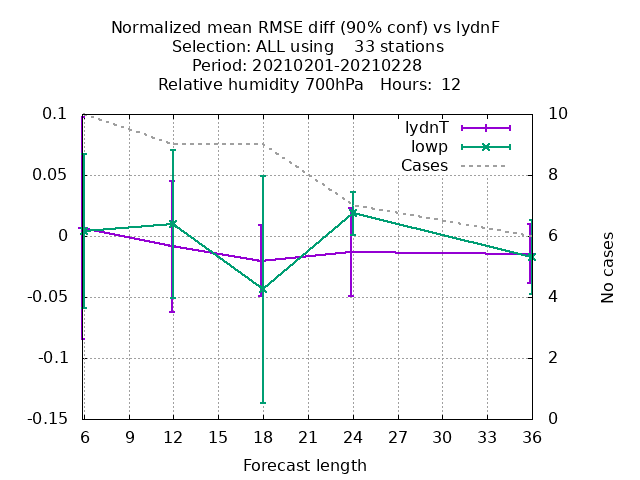 Normalized mean RMSE diff (90% conf) vs lydnF
Selection: ALL using    33 stations
Period: 20210201-20210228
Relative humidity 700hPa   Hours:  12
0.1
0.05
0
-0.05
-0.1
-0.15
lydnT
lowp
Cases
10
8
6
4
2
0
No cases
6 9 12 15 18 21 24 27 30 33 36
Forecast length